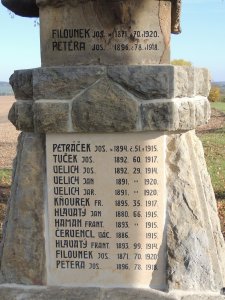 FILOUNEK JOS. * 1871. 70. †1920.
PETĚRA JOS. 1896. 78. 1918.
PETRÁČEK JOS. * 1894. č.51 †1915.
TUČEK JOS. 1892. 60. 1917.
VELICH JOS. 1892. 29. 1914.
VELICH JAN 1891. " 1920.
VELICH JAR. 1891. " 1920.
KŇOUREK FR. 1895. 35. 1917.
HLAVATÝ JAN 1880. 66. 1915.
HAMAN FRANT. 1893. " 1915.
ČERVENCL VÁC. 1886. 1915.
HLAVATÝ FRANT. 1893. 99. 1914.
FILOUNEK JOS. 1871. 70. 1920.
PETĚRA JOS. 1896. 78. 1918.